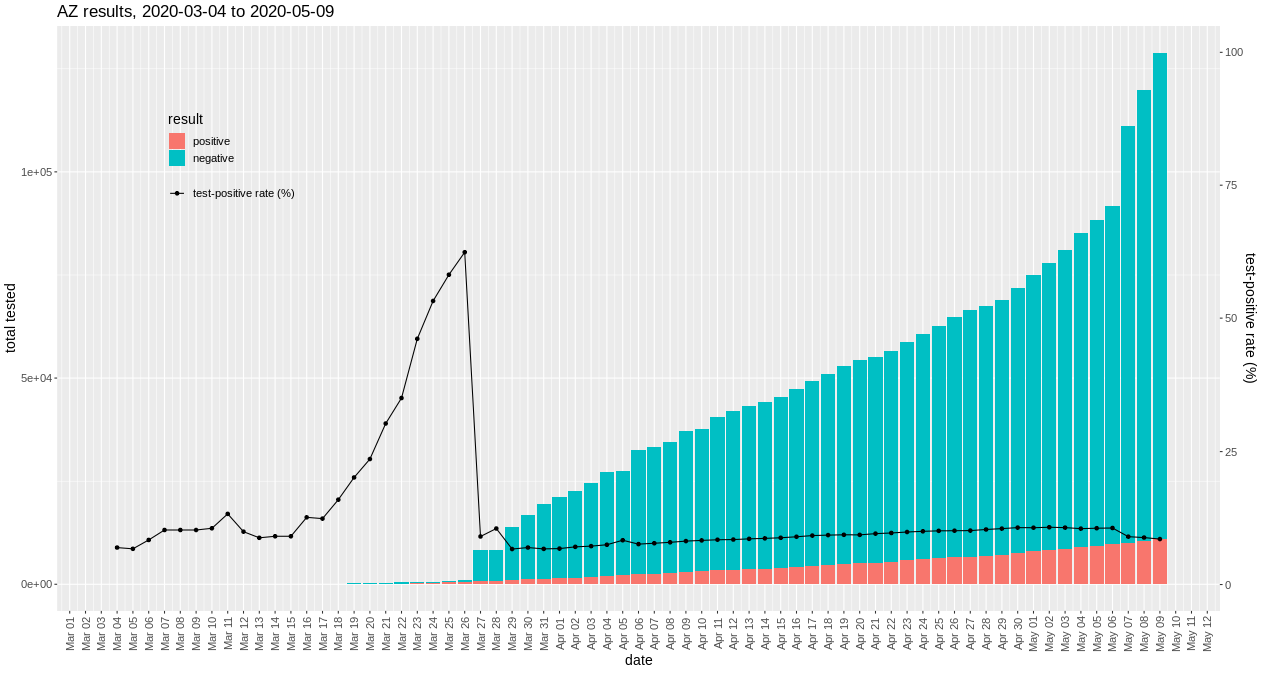 AZ results, 2020-03-04 to 2020-05-09
total tested
1e+05
5e+04
0e+00
result
positive
negative
test-positive rate (%)
100
75
50
25
0
test-positive rate (%)
Mar 01
Mar 02
Mar 03
Mar 04
Mar 05
Mar 06
Mar 07
Mar 08
Mar 09
Mar 10
Mar 11
Mar 12
Mar 13
Mar 14
Mar 15
Mar 16
Mar 17
Mar 18
Mar 19
Mar 20
Mar 21
Mar 22
Mar 23
Mar 24
Mar 25
Mar 26
Mar 27
Mar 28
Mar 29
Mar 30
Mar 31
Apr 01
Apr 02
Apr 03
Apr 04
Apr 05
Apr 06
Apr 07
Apr 08
Apr 09
Apr 10
Apr 11
Apr 12
Apr 13
Apr 14
Apr 15
Apr 16
Apr 17
Apr 18
Apr 19
Apr 20
Apr 21
Apr 22
Apr 23
Apr 24
Apr 25
Apr 26
Apr 27
Apr 28
Apr 29
Apr 30
May 01
May 02
May 03
May 04
May 05
May 06
May 07
May 08
May 09
May 10
May 11
May 12
date